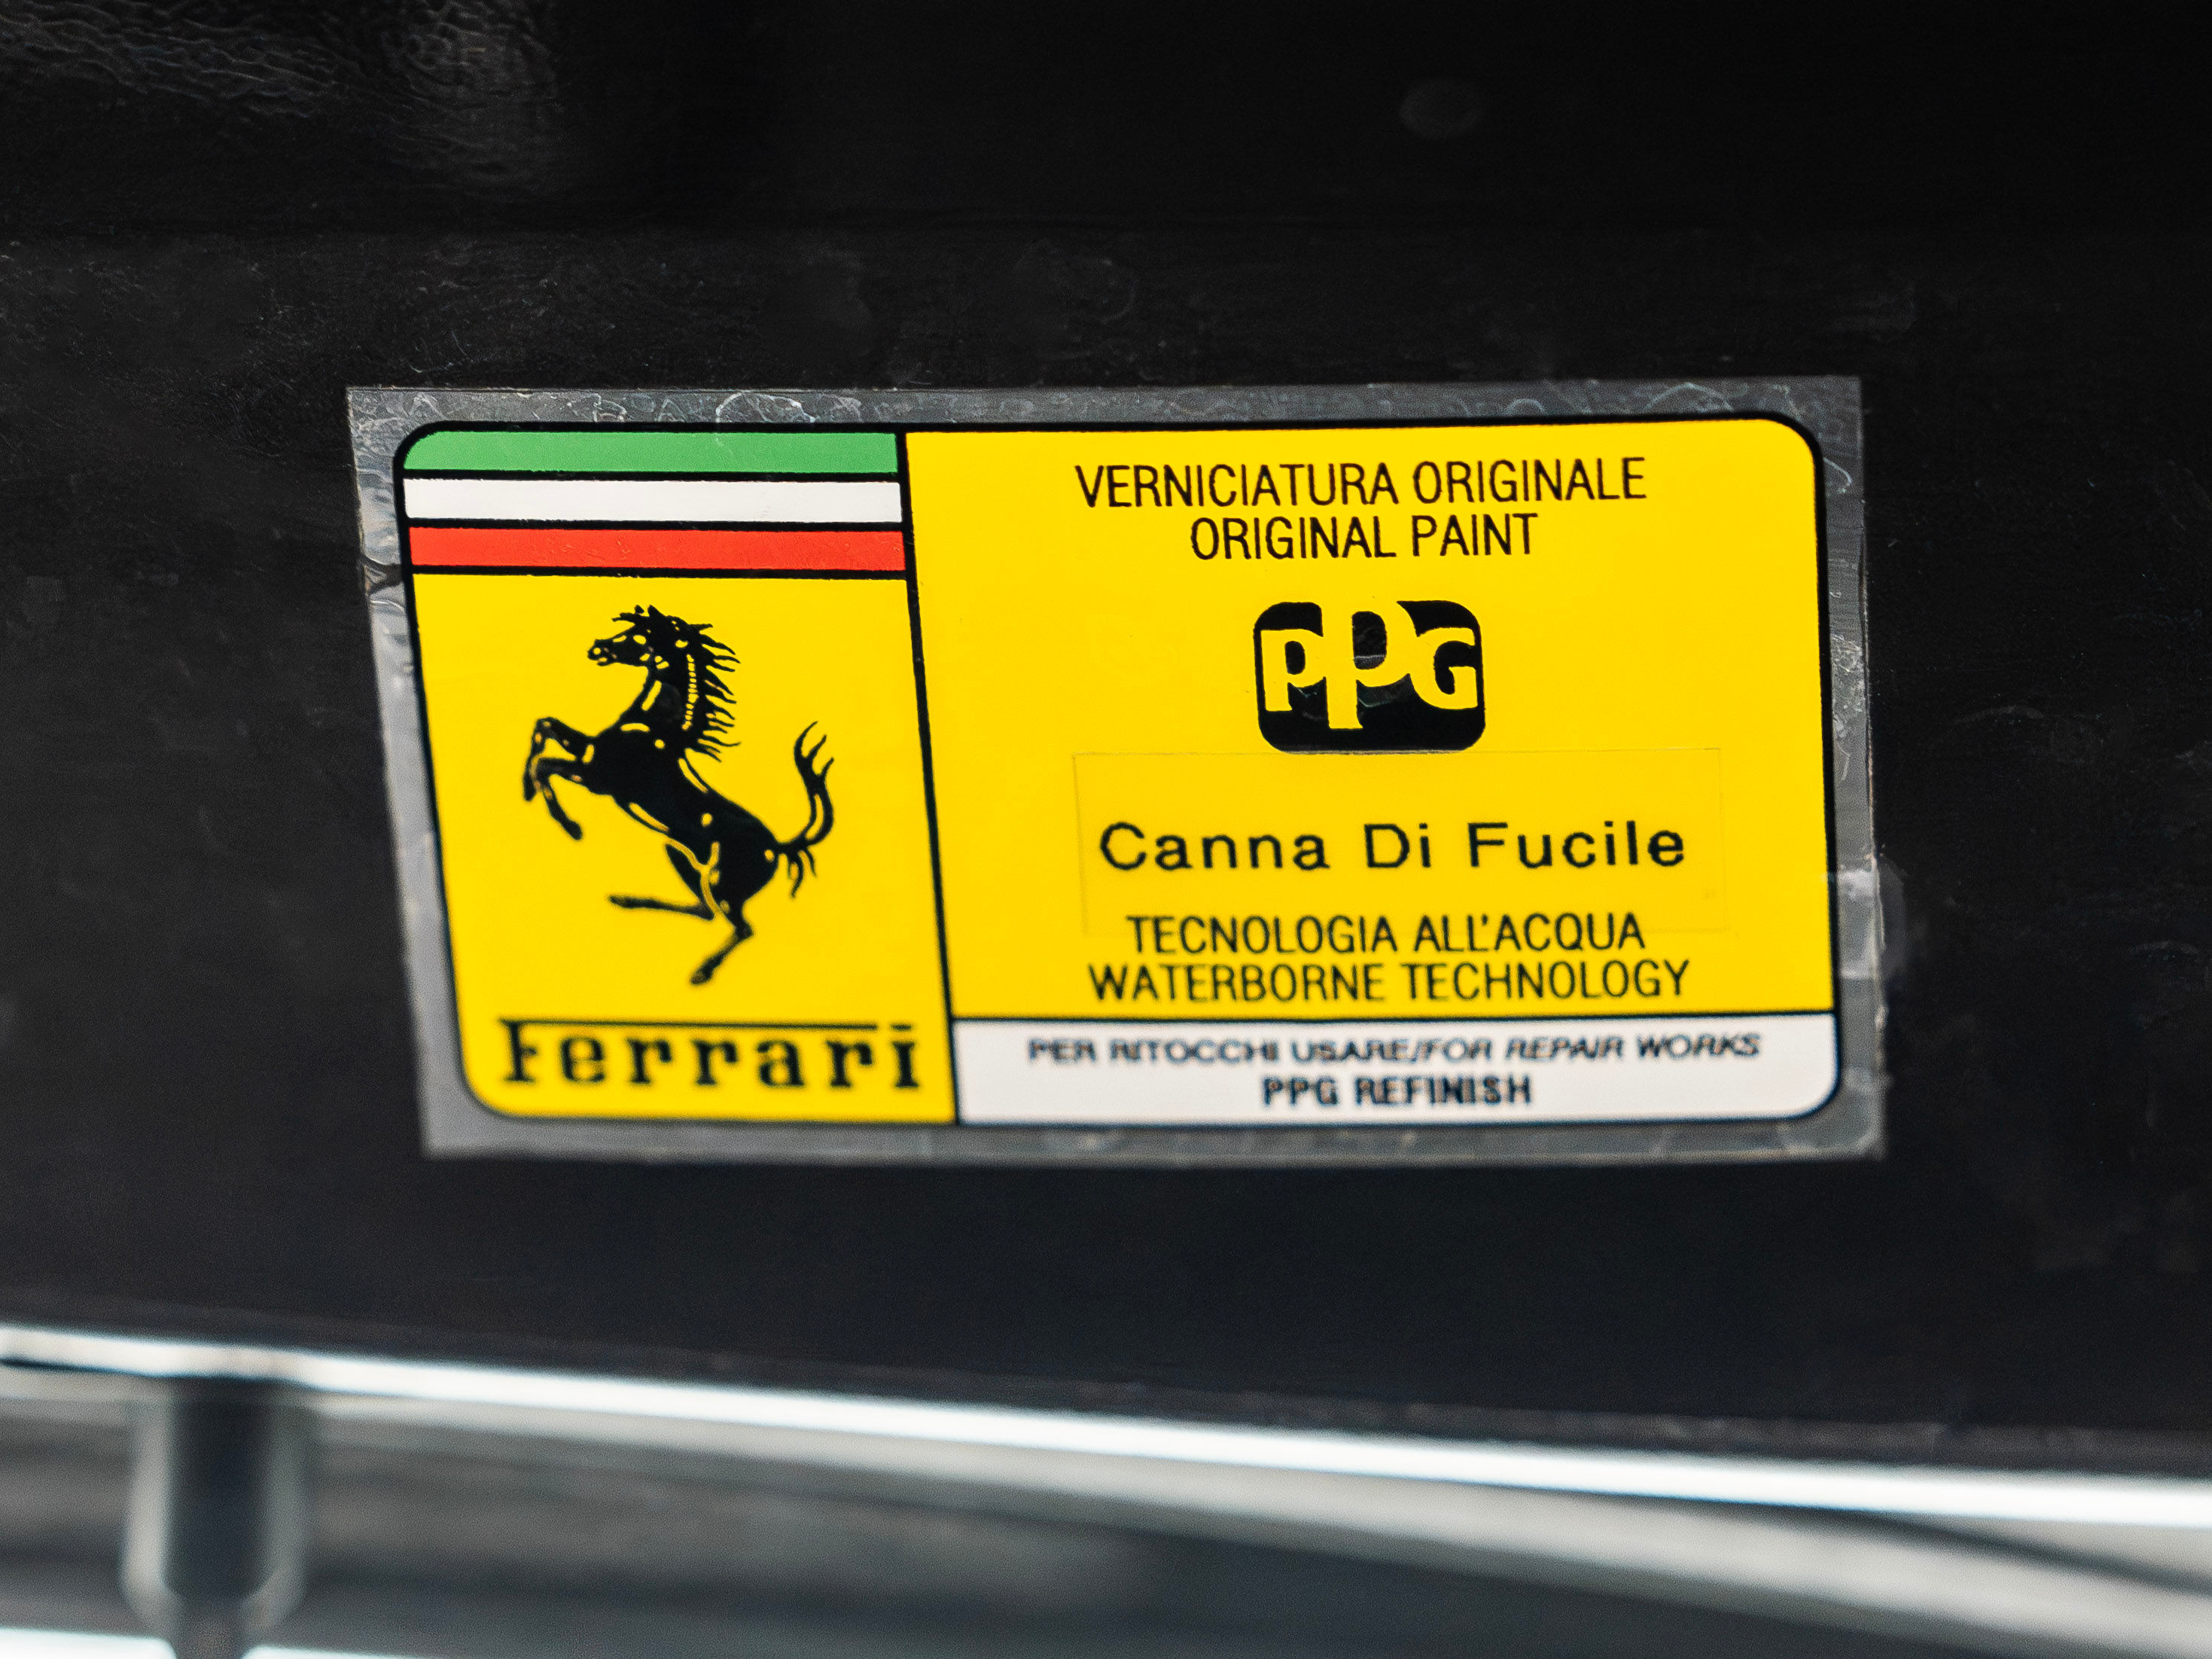 VERNICIATURA ORIGINALE
ORIGINAL PAINT
PPG
Canna Di Fucile
TECNOLOGIA ALL'ACQUA
WATERBORNE TECHNOLOGY
PER RITOCCHI USARE/FOR REPAIR WORKS
PPG REFINISH
Ferrari